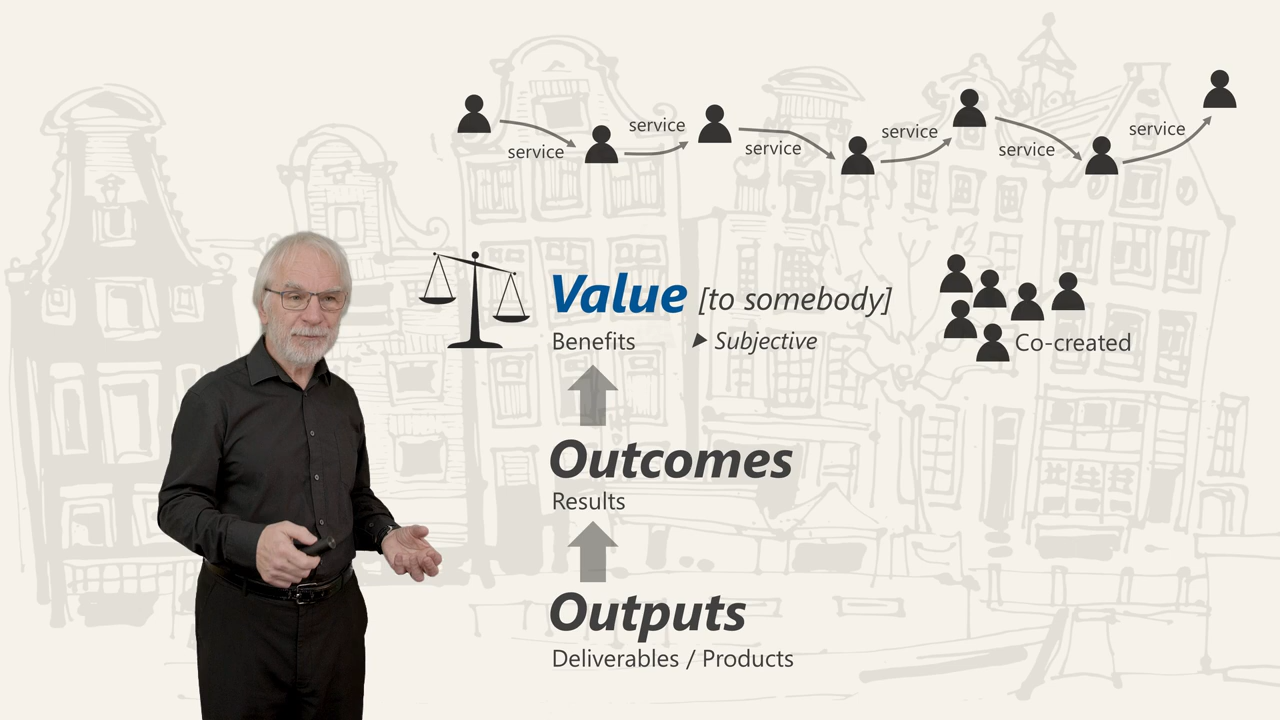 service
service
service
service
service
service
Value [to somebody]
Benefits
Subjective
Co-created
Outcomes
Results
Outputs
Deliverables / Products